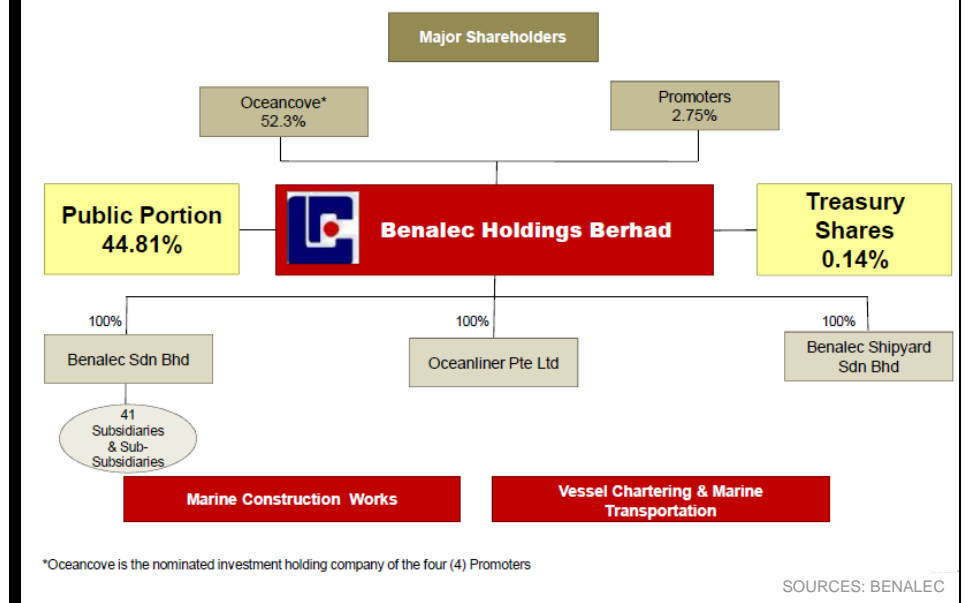 Major Shareholders
Oceancove*
52.3%
Promoters
2.75%
Public Portion
44.81%
Benalec Holdings Berhad
Treasury
Shares
0.14%
100%
100%
100%
Benalec Sdn Bhd
Oceanliner Pte Ltd
Benalec Shipyard
Sdn Bhd
41
Subsidiaries
& Sub-
Subsidiaries
Marine Construction Works
Vessel Chartering & Marine
Transportation
*Oceancove is the nominated investment holding company of the four (4) Promoters
SOURCES: BENALEC